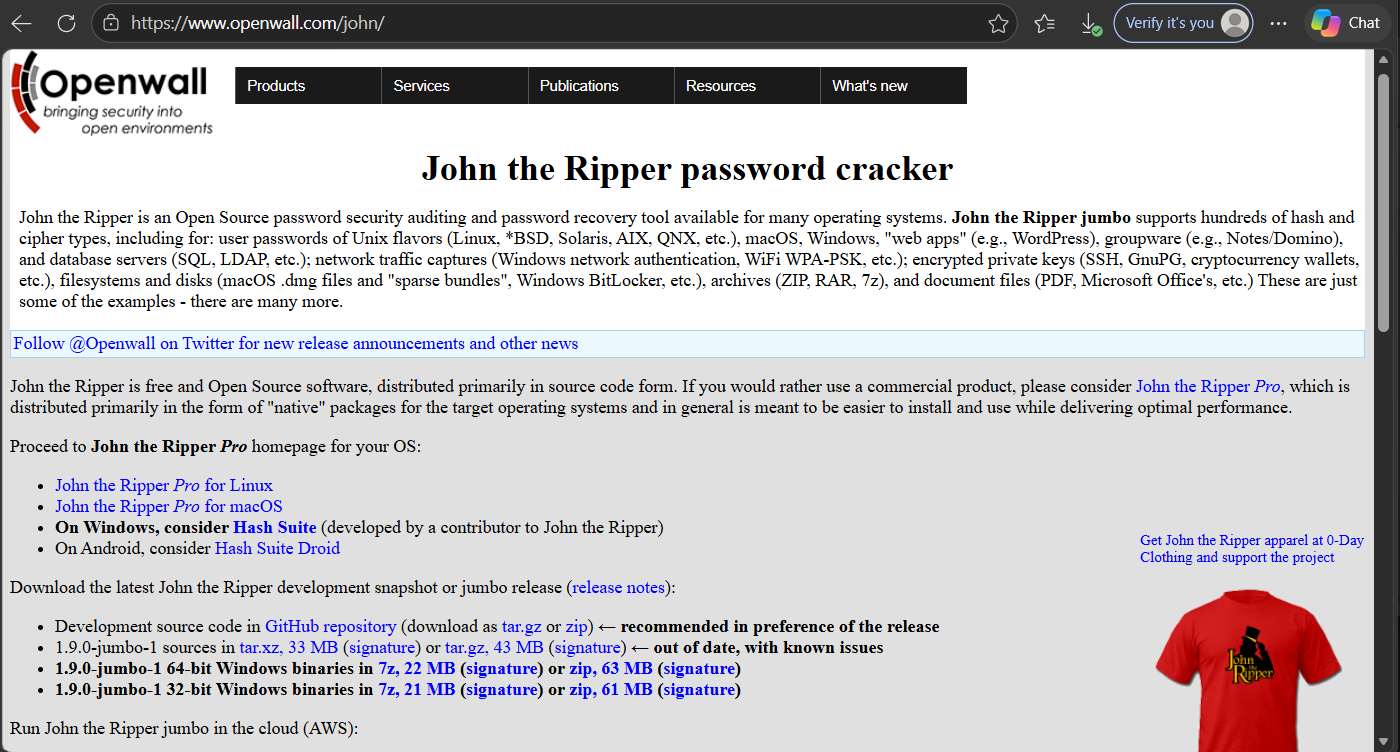 https://www.openwall.com/john/
Verify it's you
Chat
Openwall
bringing security into
open environments
Products
Services
Publications
Resources
What's new
John the Ripper password cracker
John the Ripper is an Open Source password security auditing and password recovery tool available for many operating systems. John the Ripper jumbo supports hundreds of hash and
cipher types, including for: user passwords of Unix flavors (Linux, *BSD, Solaris, AIX, QNX, etc.), macOS, Windows, "web apps" (e.g., WordPress), groupware (e.g., Notes/Domino),
and database servers (SQL, LDAP, etc.); network traffic captures (Windows network authentication, WiFi WPA-PSK, etc.); encrypted private keys (SSH, GnuPG, cryptocurrency wallets,
etc.), filesystems and disks (macOS .dmg files and "sparse bundles", Windows BitLocker, etc.), archives (ZIP, RAR, 7z), and document files (PDF, Microsoft Office's, etc.) These are just
some of the examples - there are many more.
Follow @Openwall on Twitter for new release announcements and other news
John the Ripper is free and Open Source software, distributed primarily in source code form. If you would rather use a commercial product, please consider John the Ripper Pro, which is
distributed primarily in the form of "native" packages for the target operating systems and in general is meant to be easier to install and use while delivering optimal performance.
Proceed to John the Ripper Pro homepage for your OS:
• John the Ripper Pro for Linux
• John the Ripper Pro for macOS
• On Windows, consider Hash Suite (developed by a contributor to John the Ripper)
• On Android, consider Hash Suite Droid
Get John the Ripper apparel at 0-Day
Clothing and support the project
Download the latest John the Ripper development snapshot or jumbo release (release notes):
• Development source code in GitHub repository (download as tar.gz or zip) ← recommended in preference of the release
• 1.9.0-jumbo-1 sources in tar.xz, 33 MB (signature) or tar.gz, 43 MB (signature) ← out of date, with known issues
• 1.9.0-jumbo-1 64-bit Windows binaries in 7z, 22 MB (signature) or zip, 63 MB (signature)
• 1.9.0-jumbo-1 32-bit Windows binaries in 7z, 21 MB (signature) or zip, 61 MB (signature)
John
the
Ripper
Run John the Ripper jumbo in the cloud (AWS):